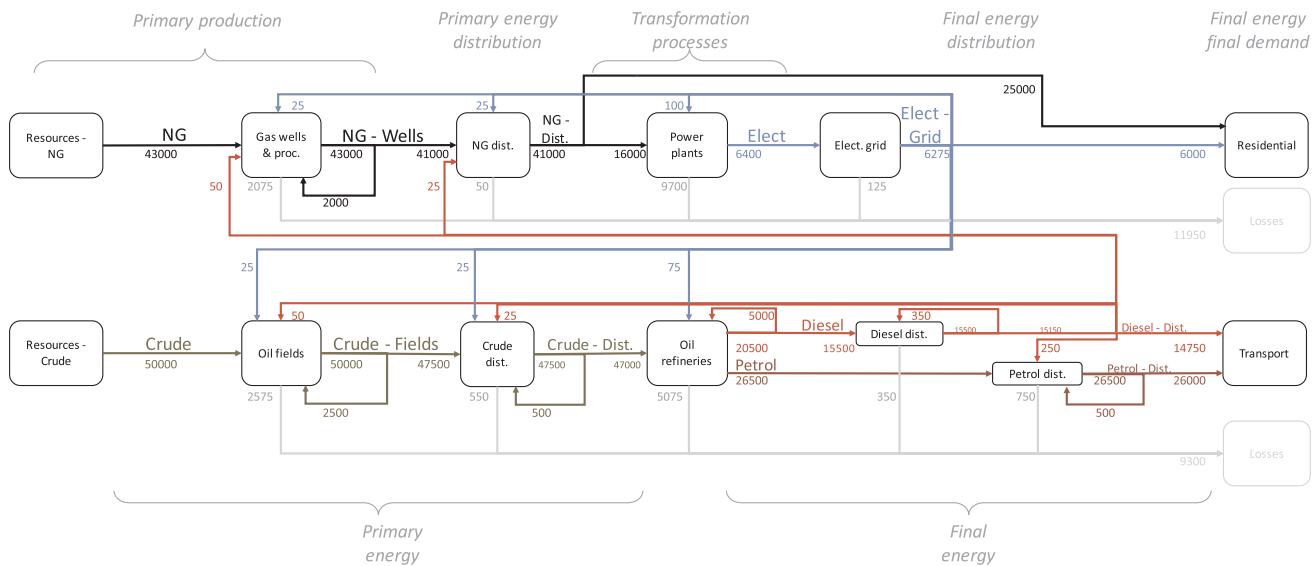 Primary production
Primary energy
distribution
Transformation
processes
Final energy
distribution
Final energy
final demand
25000
25
25
100
Elect -
Grid
NG -
Dist.
Resources -
NG
NG
43000
Gas wells
& proc.
NG - Wells
43000
41000
NG dist.
41000
16000
Power
plants
Elect
6400
Elect. grid
6275
6000
Residential
50
2075
2000
25
50
9700
125
Losses
11950
25
25
75
50
25
5000
350
Resources -
Crude
Crude
50000
Oil fields
Crude - Fields
50000
47500
Crude
dist.
Crude - Dist.
47500
47000
Oil
refineries
Diesel
20500
15500
Diesel dist.
15500
15150
Diesel - Dist.
14750
250
Transport
Petrol
26500
Petrol dist.
Petrol - Dist.
26500
26000
2575
2500
550
500
5075
350
750
500
Losses
9300
Primary
energy
Final
energy